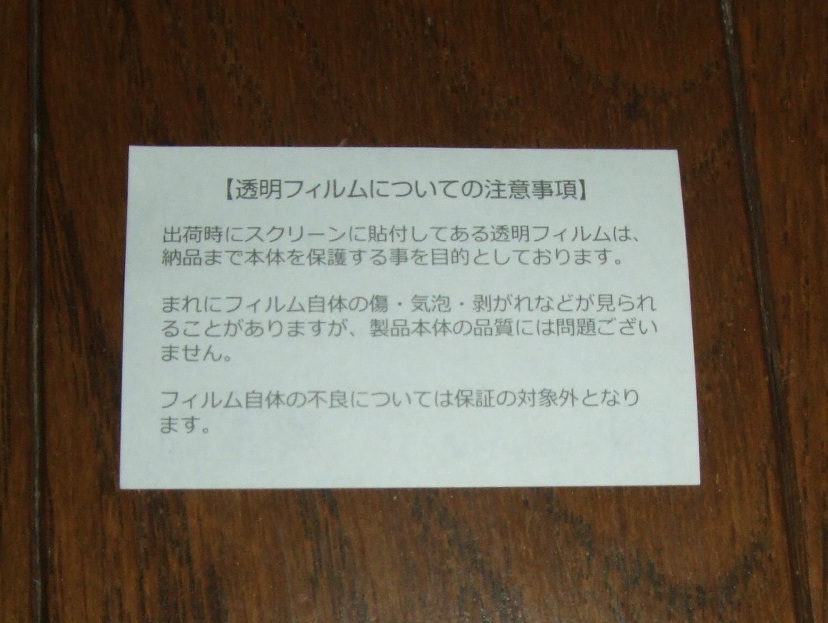 【透明フィルムについての注意事項】
出荷時にスクリーンに貼付してある透明フィルムは、
納品まで本体を保護する事を目的としております。
まれにフィルム自体の傷・気泡・剥がれなどが見られ
ることがありますが、製品本体の品質には問題ござい
ません。
フィルム自体の不良については保証の対象外となり
ます。